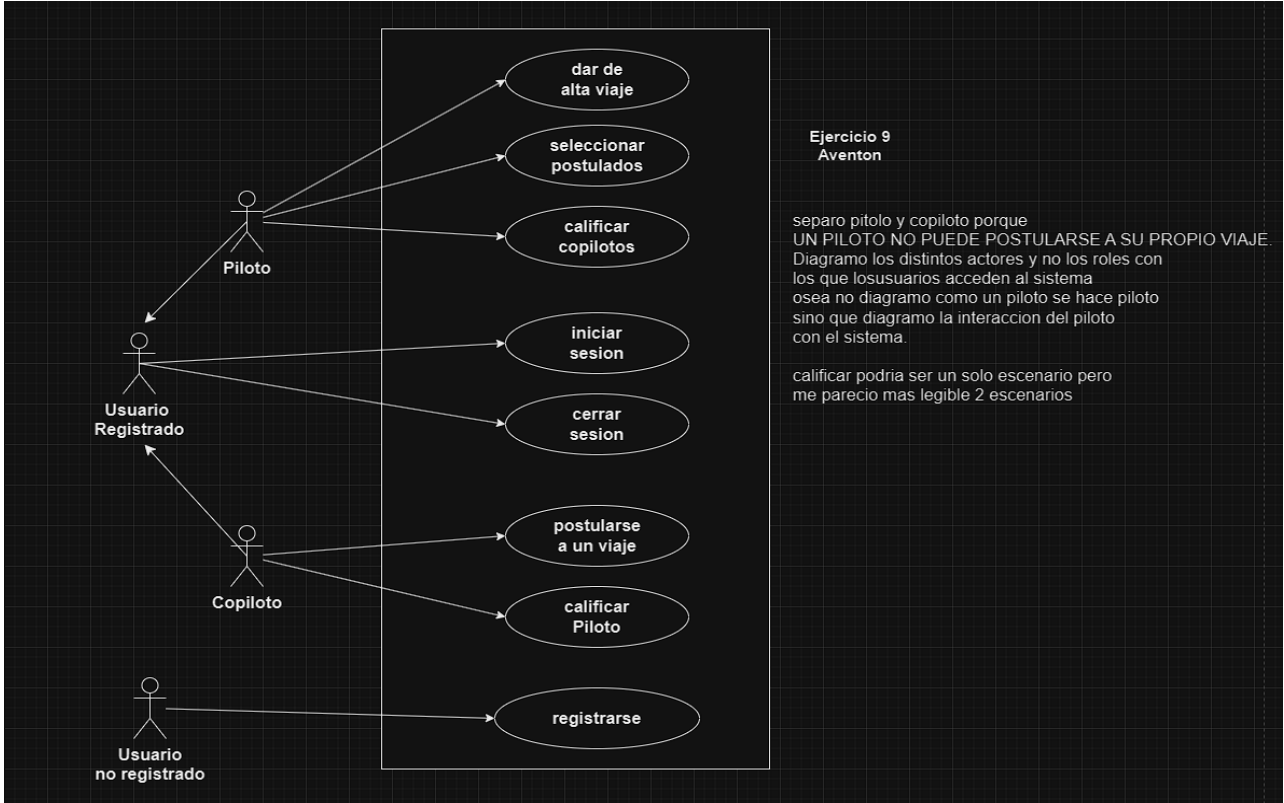 dar de
alta viaje
seleccionar
postulados
calificar
copilotos
Piloto
iniciar
sesion
cerrar
sesion
Usuario
Registrado
postularse
a un viaje
calificar
Piloto
Copiloto
registrarse
Usuario
no registrado
Ejercicio 9
Aventon
separo pitolo y copiloto porque
UN PILOTO NO PUEDE POSTULARSE A SU PROPIO VIAJE.
Diagramo los distintos actores y no los roles con
los que losusuarios acceden al sistema
osea no diagramo como un piloto se hace piloto
sino que diagramo la interaccion del piloto
con el sistema.
calificar podria ser un solo escenario pero
me parecio mas legible 2 escenarios